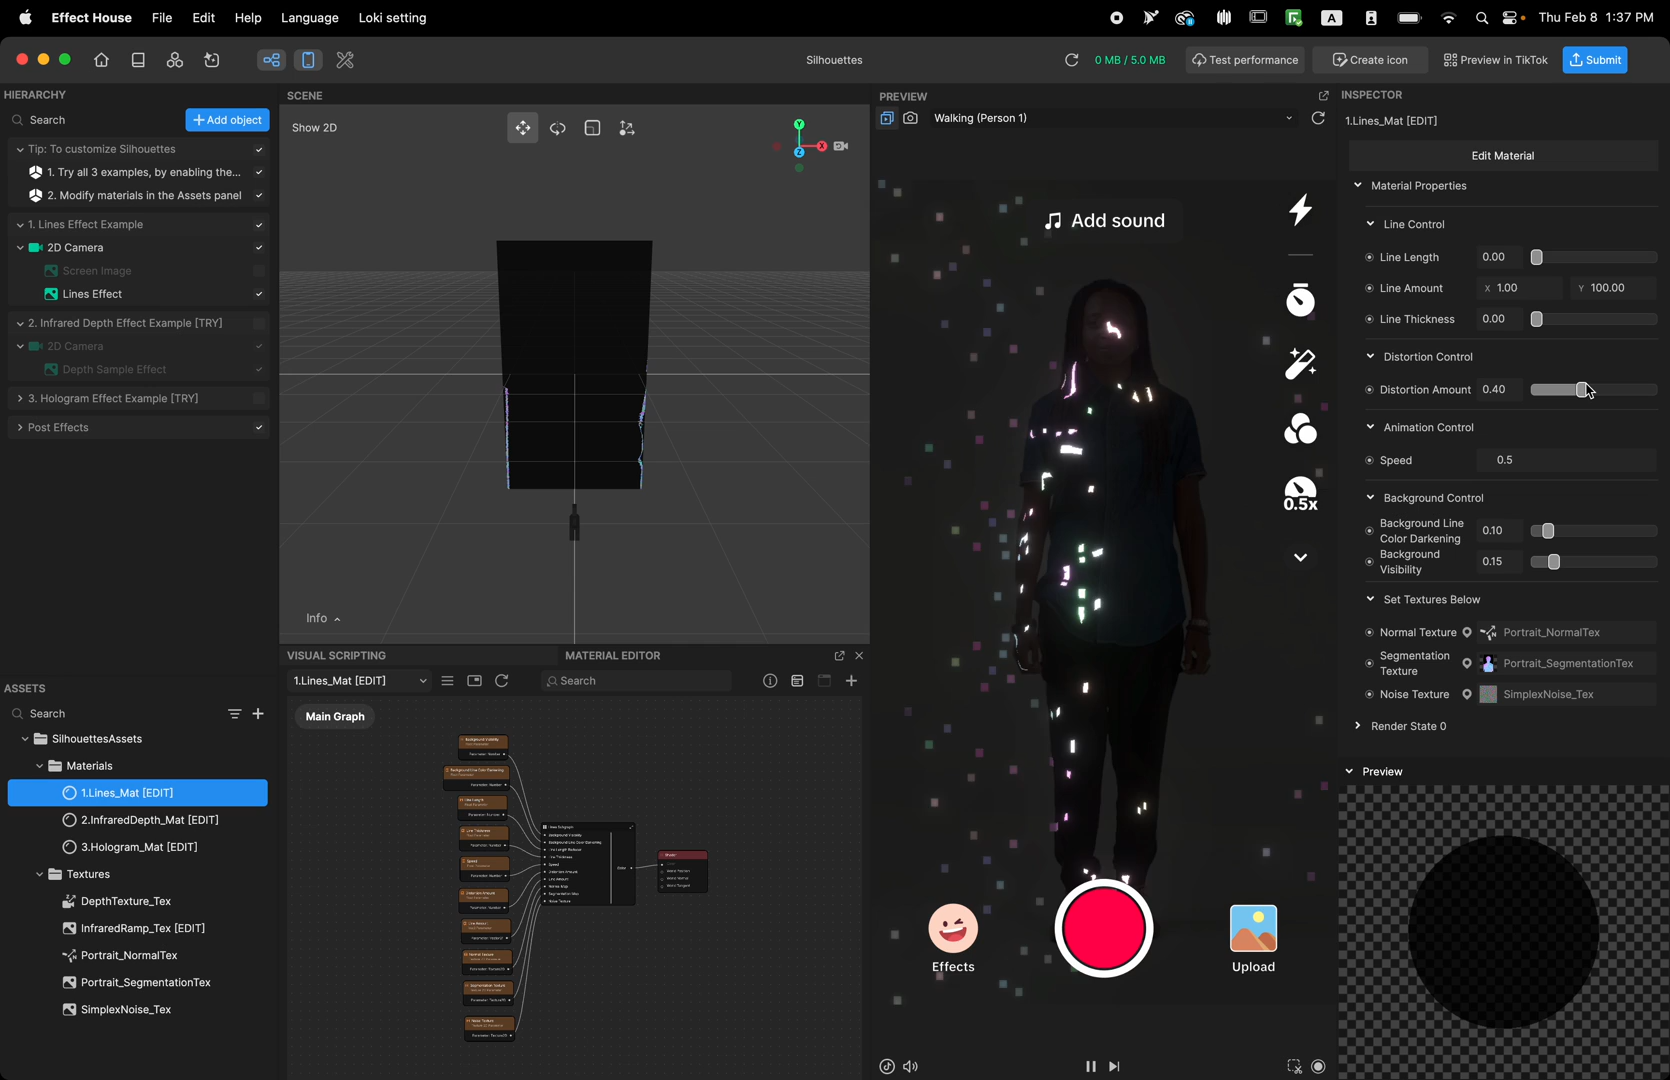 Effect House File Edit Help Language Loki setting
A Thu Feb 8 1:37 PM
Silhouettes
0 MB / 5.0 MB Test performance Create icon Preview in TikTok Submit
HIERARCHY
Search
+ Add object
Tip: To customize Silhouettes
1. Try all 3 examples, by enabling the...
2. Modify materials in the Assets panel
1. Lines Effect Example
2D Camera
Screen Image
Lines Effect
2. Infrared Depth Effect Example [TRY]
2D Camera
Depth Sample Effect
3. Hologram Effect Example [TRY]
Post Effects
ASSETS
Search
SilhouettesAssets
Materials
1.Lines_Mat [EDIT]
2.InfraredDepth_Mat [EDIT]
3.Hologram_Mat [EDIT]
Textures
DepthTexture_Tex
InfraredRamp_Tex [EDIT]
Portrait_NormalTex
Portrait_SegmentationTex
SimplexNoise_Tex
SCENE
Show 2D
Y
X
Z
Info
VISUAL SCRIPTING
MATERIAL EDITOR
1.Lines_Mat [EDIT]
Search
Main Graph
PREVIEW
Walking (Person 1)
Add sound
0.5x
Effects
Upload
INSPECTOR
1.Lines_Mat [EDIT]
Edit Material
Material Properties
Line Control
Line Length 0.00
Line Amount X 1.00 Y 100.00
Line Thickness 0.00
Distortion Control
Distortion Amount 0.40
Animation Control
Speed 0.5
Background Control
Background Line Color Darkening 0.10
Background Visibility 0.15
Set Textures Below
Normal Texture Portrait_NormalTex
Segmentation Texture Portrait_SegmentationTex
Noise Texture SimplexNoise_Tex
Render State 0
Preview